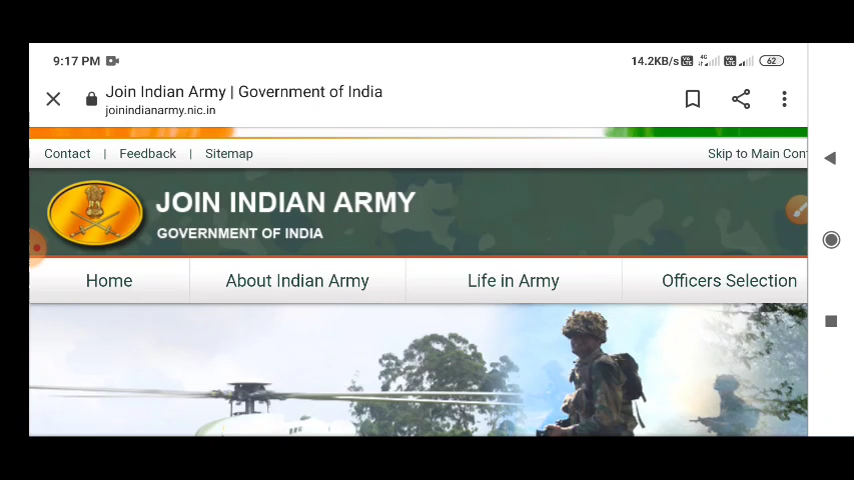 9:17 PM
14.2KB/s 4G 62
Join Indian Army | Government of India
joinindianarmy.nic.in
Contact | Feedback | Sitemap
Skip to Main Con
JOIN INDIAN ARMY
GOVERNMENT OF INDIA
Home About Indian Army Life in Army Officers Selection